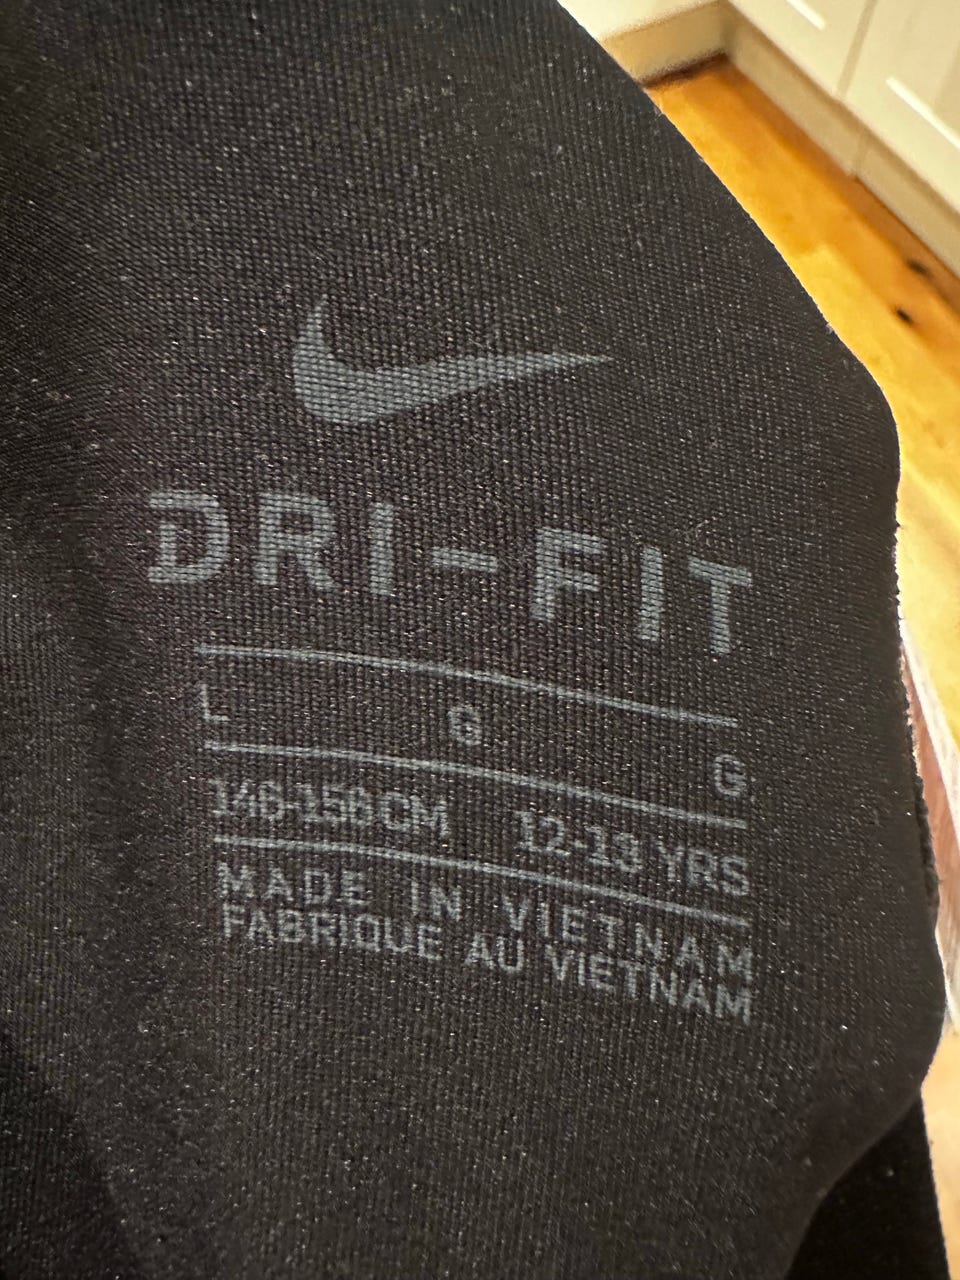 DRI-FIT
L G G
146-156CM 12-13 YRS
MADE IN VIETNAM
FABRIQUE AU VIETNAM